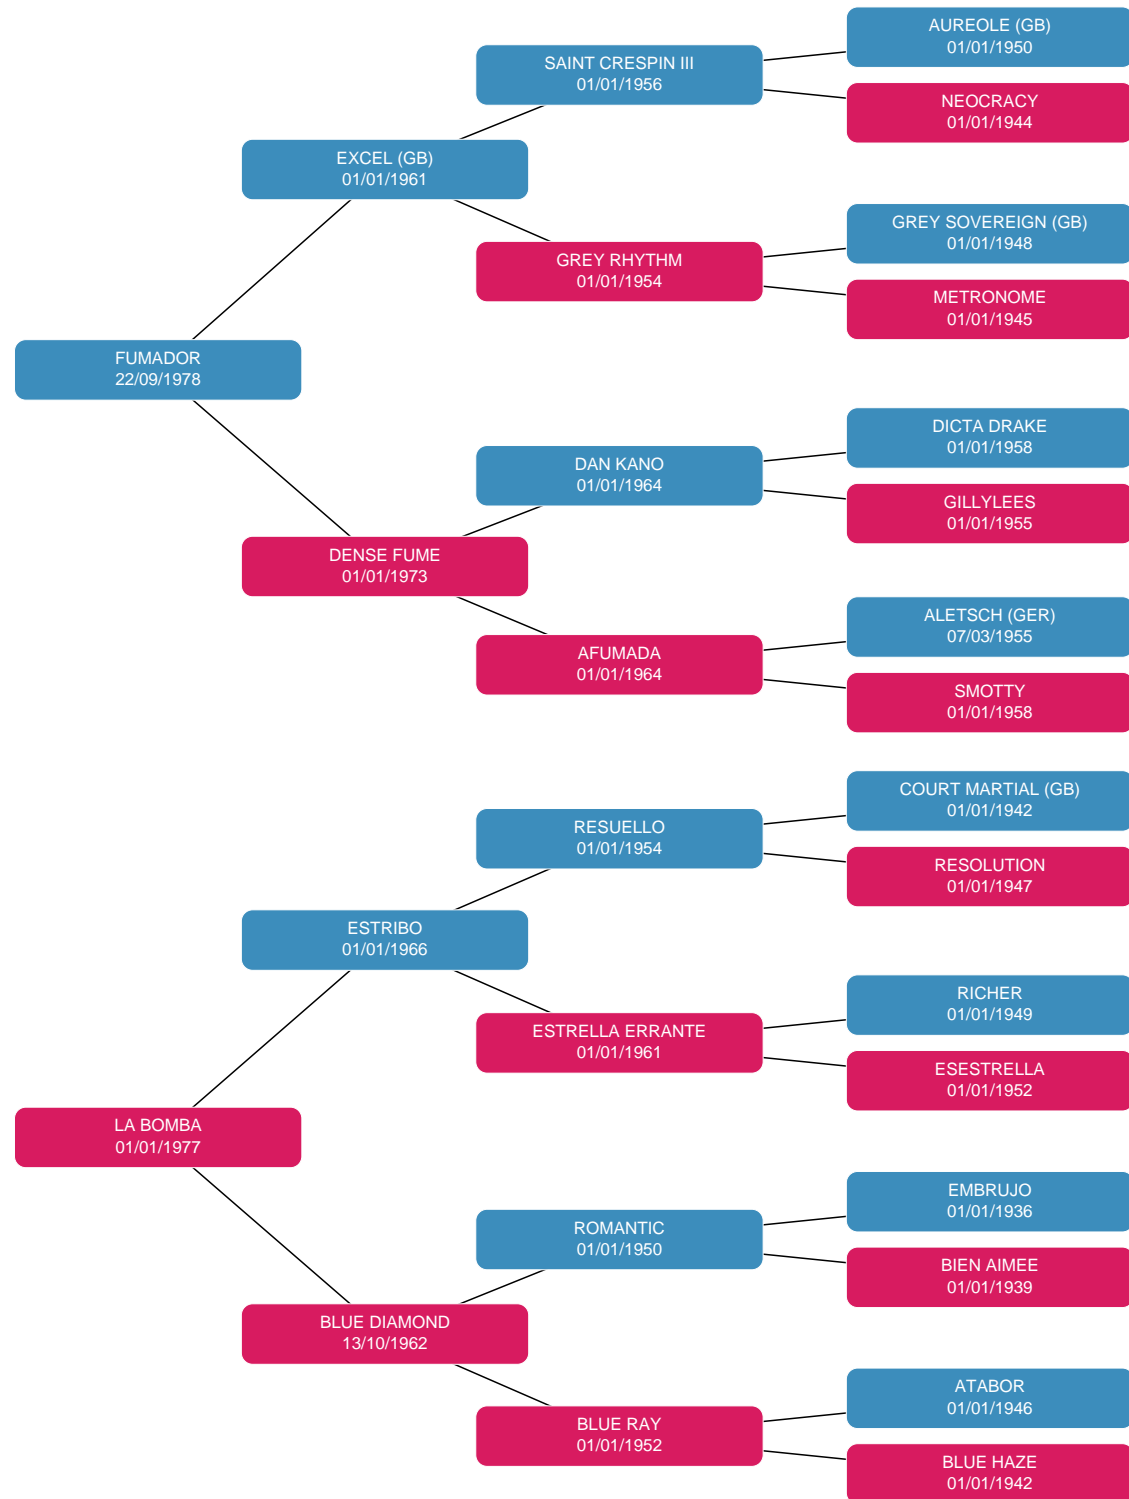 AUREOLE (GB)
01/01/1950
SAINT CRESPIN III
01/01/1956
NEOCRACY
01/01/1944
EXCEL (GB)
01/01/1961
GREY SOVEREIGN (GB)
01/01/1948
GREY RHYTHM
01/01/1954
METRONOME
01/01/1945
FUMADOR
22/09/1978
DICTA DRAKE
01/01/1958
DAN KANO
01/01/1964
GILLYLEES
01/01/1955
DENSE FUME
01/01/1973
ALETSCH (GER)
07/03/1955
AFUMADA
01/01/1964
SMOTTY
01/01/1958
COURT MARTIAL (GB)
01/01/1942
RESUELLO
01/01/1954
RESOLUTION
01/01/1947
ESTRIBO
01/01/1966
RICHER
01/01/1949
ESTRELLA ERRANTE
01/01/1961
ESESTRELLA
01/01/1952
LA BOMBA
01/01/1977
EMBRUJO
01/01/1936
ROMANTIC
01/01/1950
BIEN AIMEE
01/01/1939
BLUE DIAMOND
13/10/1962
ATABOR
01/01/1946
BLUE RAY
01/01/1952
BLUE HAZE
01/01/1942